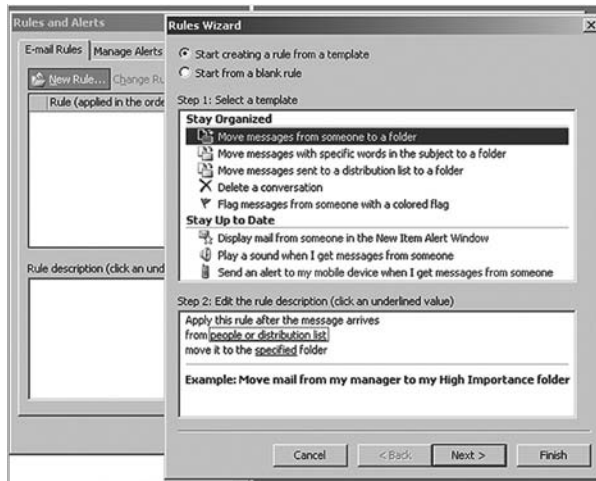 Rules and Alerts
E-mail Rules
Manage Alerts
New Rule...
Change Ru
Rule (applied in the orde
Rule description (click an und
Rules Wizard
Start creating a rule from a template
Start from a blank rule
Step 1: Select a template
Stay Organized
Move messages from someone to a folder
Move messages with specific words in the subject to a folder
Move messages sent to a distribution list to a folder
Delete a conversation
Flag messages from someone with a colored flag
Stay Up to Date
Display mail from someone in the New Item Alert Window
Play a sound when I get messages from someone
Send an alert to my mobile device when I get messages from someone
Step 2: Edit the rule description (click an underlined value)
Apply this rule after the message arrives
from people or distribution list
move it to the specified folder
Example: Move mail from my manager to my High Importance folder
Cancel
< Back
Next >
Finish